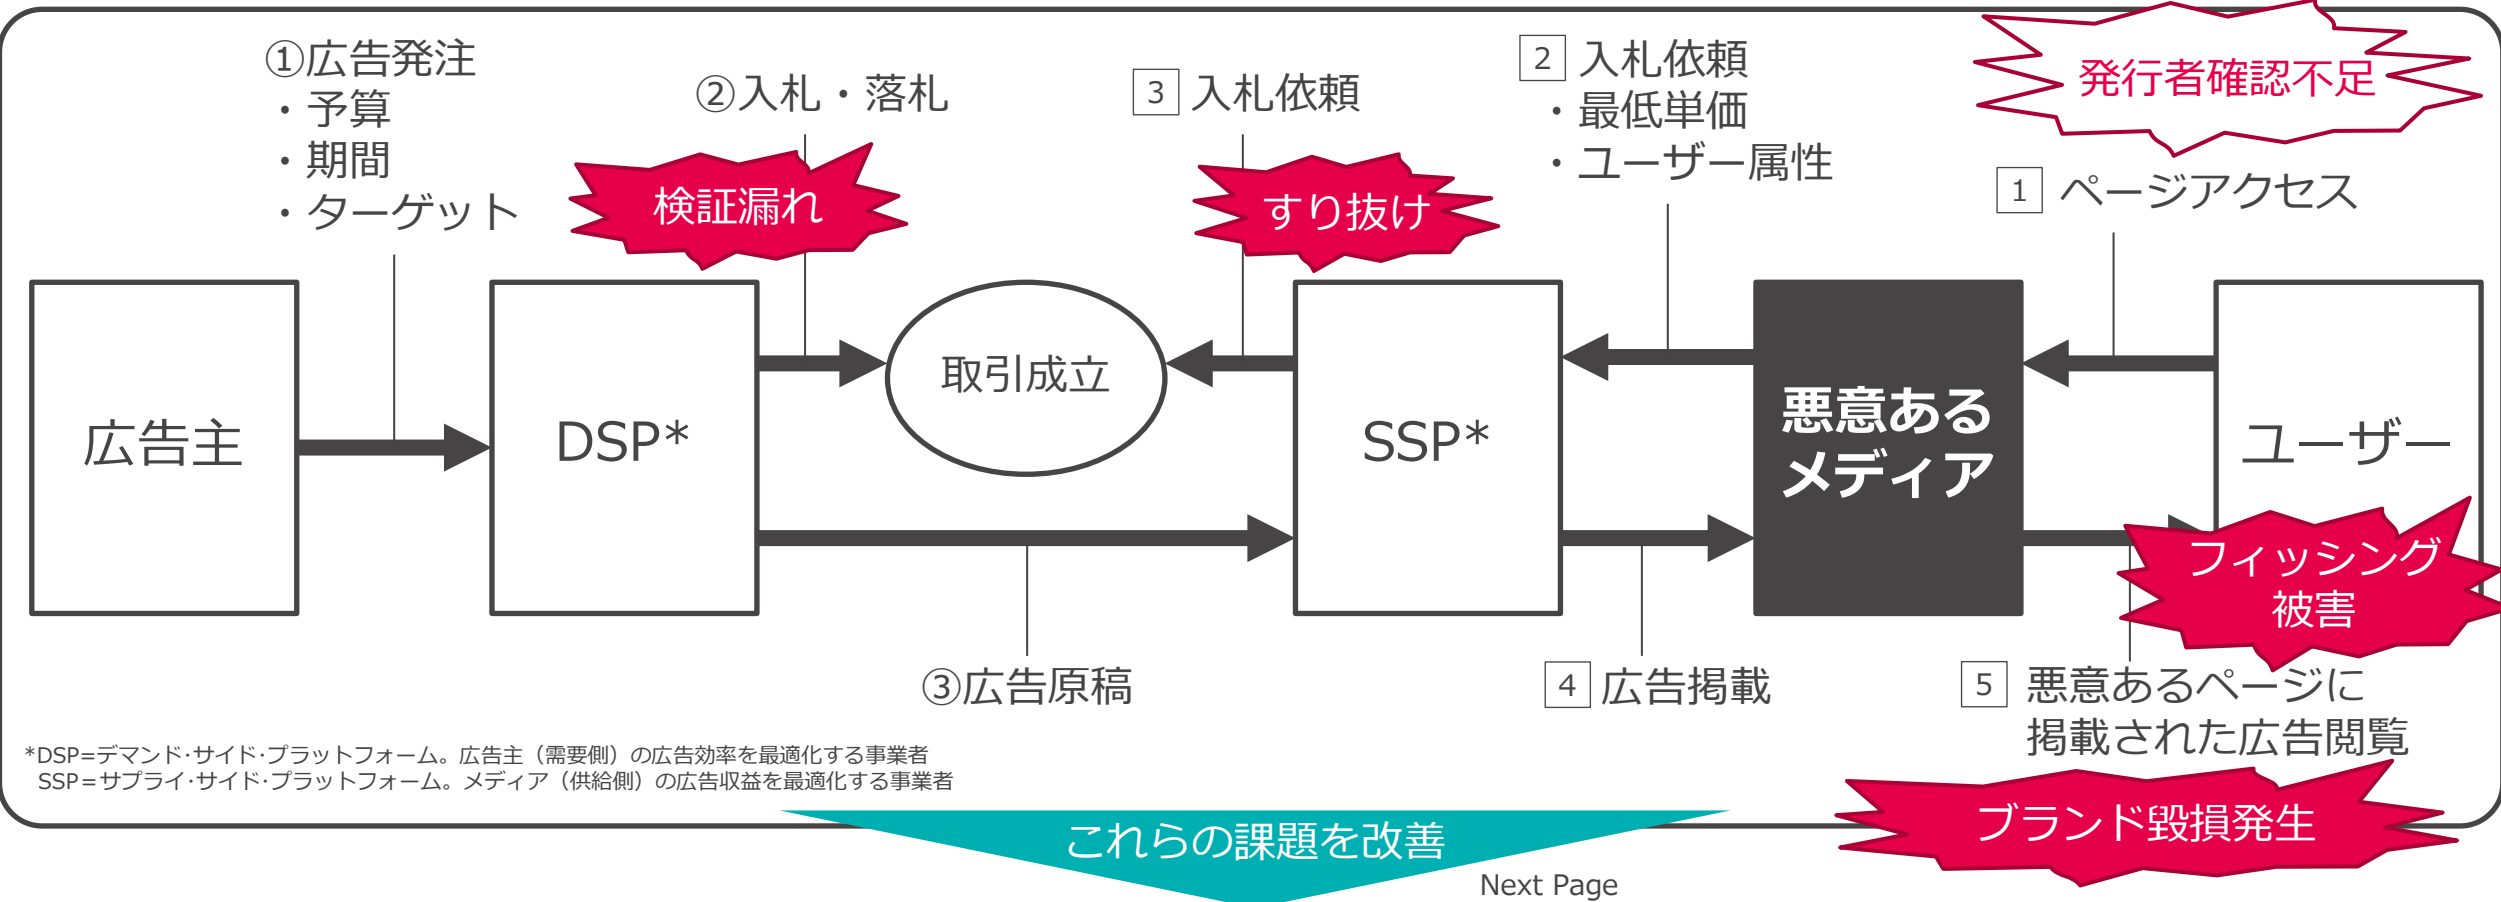 ①広告発注
・予算
・期間
・ターゲット
②入札・落札
3 入札依頼
2 入札依頼
・最低単価
・ユーザー属性
発行者確認不足
1 ページアクセス
検証漏れ
すり抜け
広告主
DSP*
取引成立
SSP*
悪意ある
メディア
ユーザー
フィッシング
被害
③広告原稿
4 広告掲載
5 悪意あるページに
掲載された広告閲覧
*DSP=デマンド･サイド･プラットフォーム。広告主（需要側）の広告効率を最適化する事業者
SSP=サプライ･サイド･プラットフォーム。メディア（供給側）の広告収益を最適化する事業者
ブランド毀損発生
これらの課題を改善
Next Page